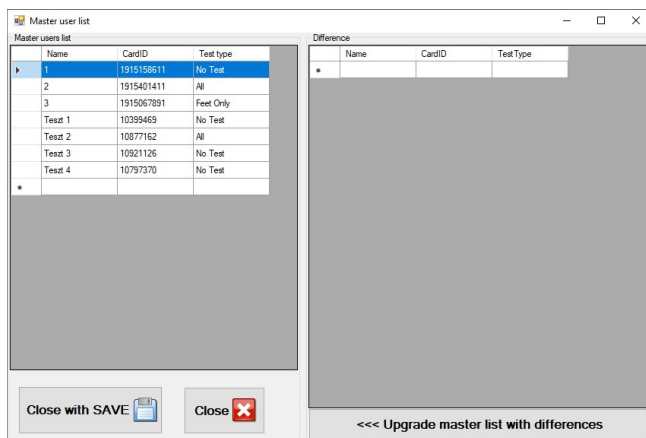 Master user list
Master users list
Name CardID Test type
1 1915158611 No Test
2 1915401411 All
3 1915067891 Feet Only
Teszt 1 10399469 No Test
Teszt 2 10877162 All
Teszt 3 10921126 No Test
Teszt 4 10797370 No Test
Close with SAVE
Close
Difference
Name CardID TestType
<<< Upgrade master list with differences